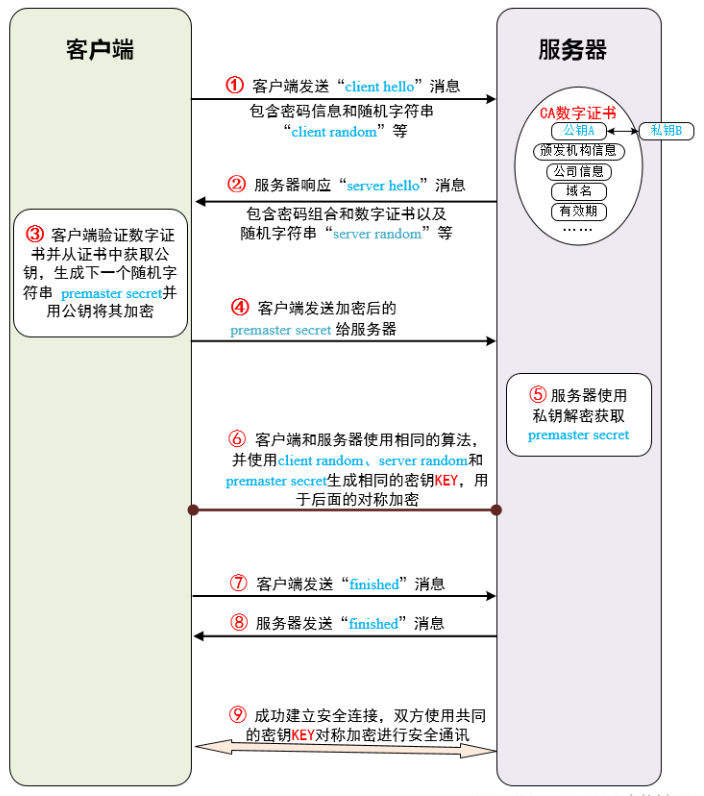 客户端
服务器
① 客户端发送“client hello”消息
包含密码信息和随机字符串
“client random”等
CA数字证书
公钥A
私钥B
颁发机构信息
公司信息
域名
有效期
……
② 服务器响应“server hello”消息
包含密码组合和数字证书以及
随机字符串“server random”等
③ 客户端验证数字证
书并从证书中获取公
钥，生成下一个随机字
符串 premaster secret并
用公钥将其加密
④ 客户端发送加密后的
premaster secret 给服务器
⑤ 服务器使用
私钥解密获取
premaster secret
⑥ 客户端和服务器使用相同的算法，
并使用client random、server random和
premaster secret生成相同的密钥KEY，用
于后面的对称加密
⑦ 客户端发送“finished”消息
⑧ 服务器发送“finished”消息
⑨ 成功建立安全连接，双方使用共同
的密钥KEY对称加密进行安全通讯